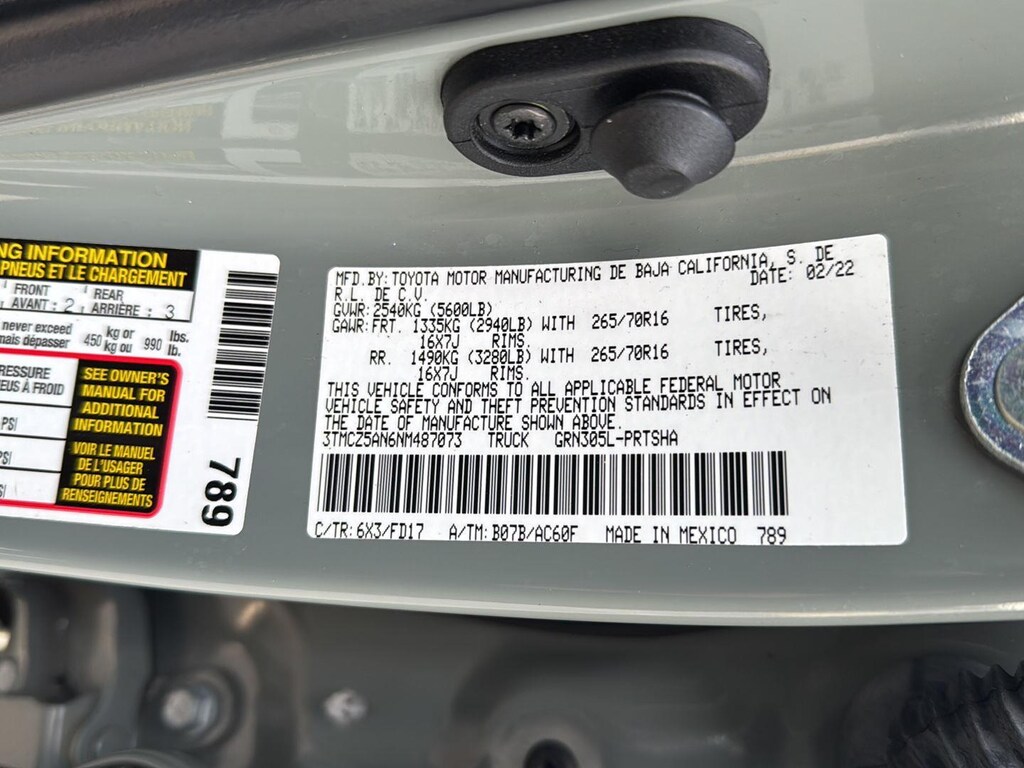 NG INFORMATION
PNEUS ET LE CHARGEMENT
FRONT REAR
AVANT: 2 ARRIÈRE: 3
never exceed 450 kg or 990 lbs.
mais dépasser kg ou lb.
RESSURE
EUS À FROID
PSI
PSI
SEE OWNER'S
MANUAL FOR
ADDITIONAL
INFORMATION
VOIR LE MANUEL
DE L'USAGER
POUR PLUS DE
RENSEIGNEMENTS
789
MFD.BY:TOYOTA MOTOR MANUFACTURING DE BAJA CALIFORNIA, S. DE
R.L. DE C.V. DATE: 02/22
GVWR:2540KG (5600LB)
GAWR:FRT. 1335KG (2940LB) WITH 265/70R16 TIRES,
16X7J RIMS.
RR. 1490KG (3280LB) WITH 265/70R16 TIRES,
16X7J RIMS.
THIS VEHICLE CONFORMS TO ALL APPLICABLE FEDERAL MOTOR
VEHICLE SAFETY AND THEFT PREVENTION STANDARDS IN EFFECT ON
THE DATE OF MANUFACTURE SHOWN ABOVE.
3TMCZ5AN6NM487073 TRUCK GRN305L-PRTSHA
C/TR:6X3/FD17 A/TM:B07B/AC60F MADE IN MEXICO 789